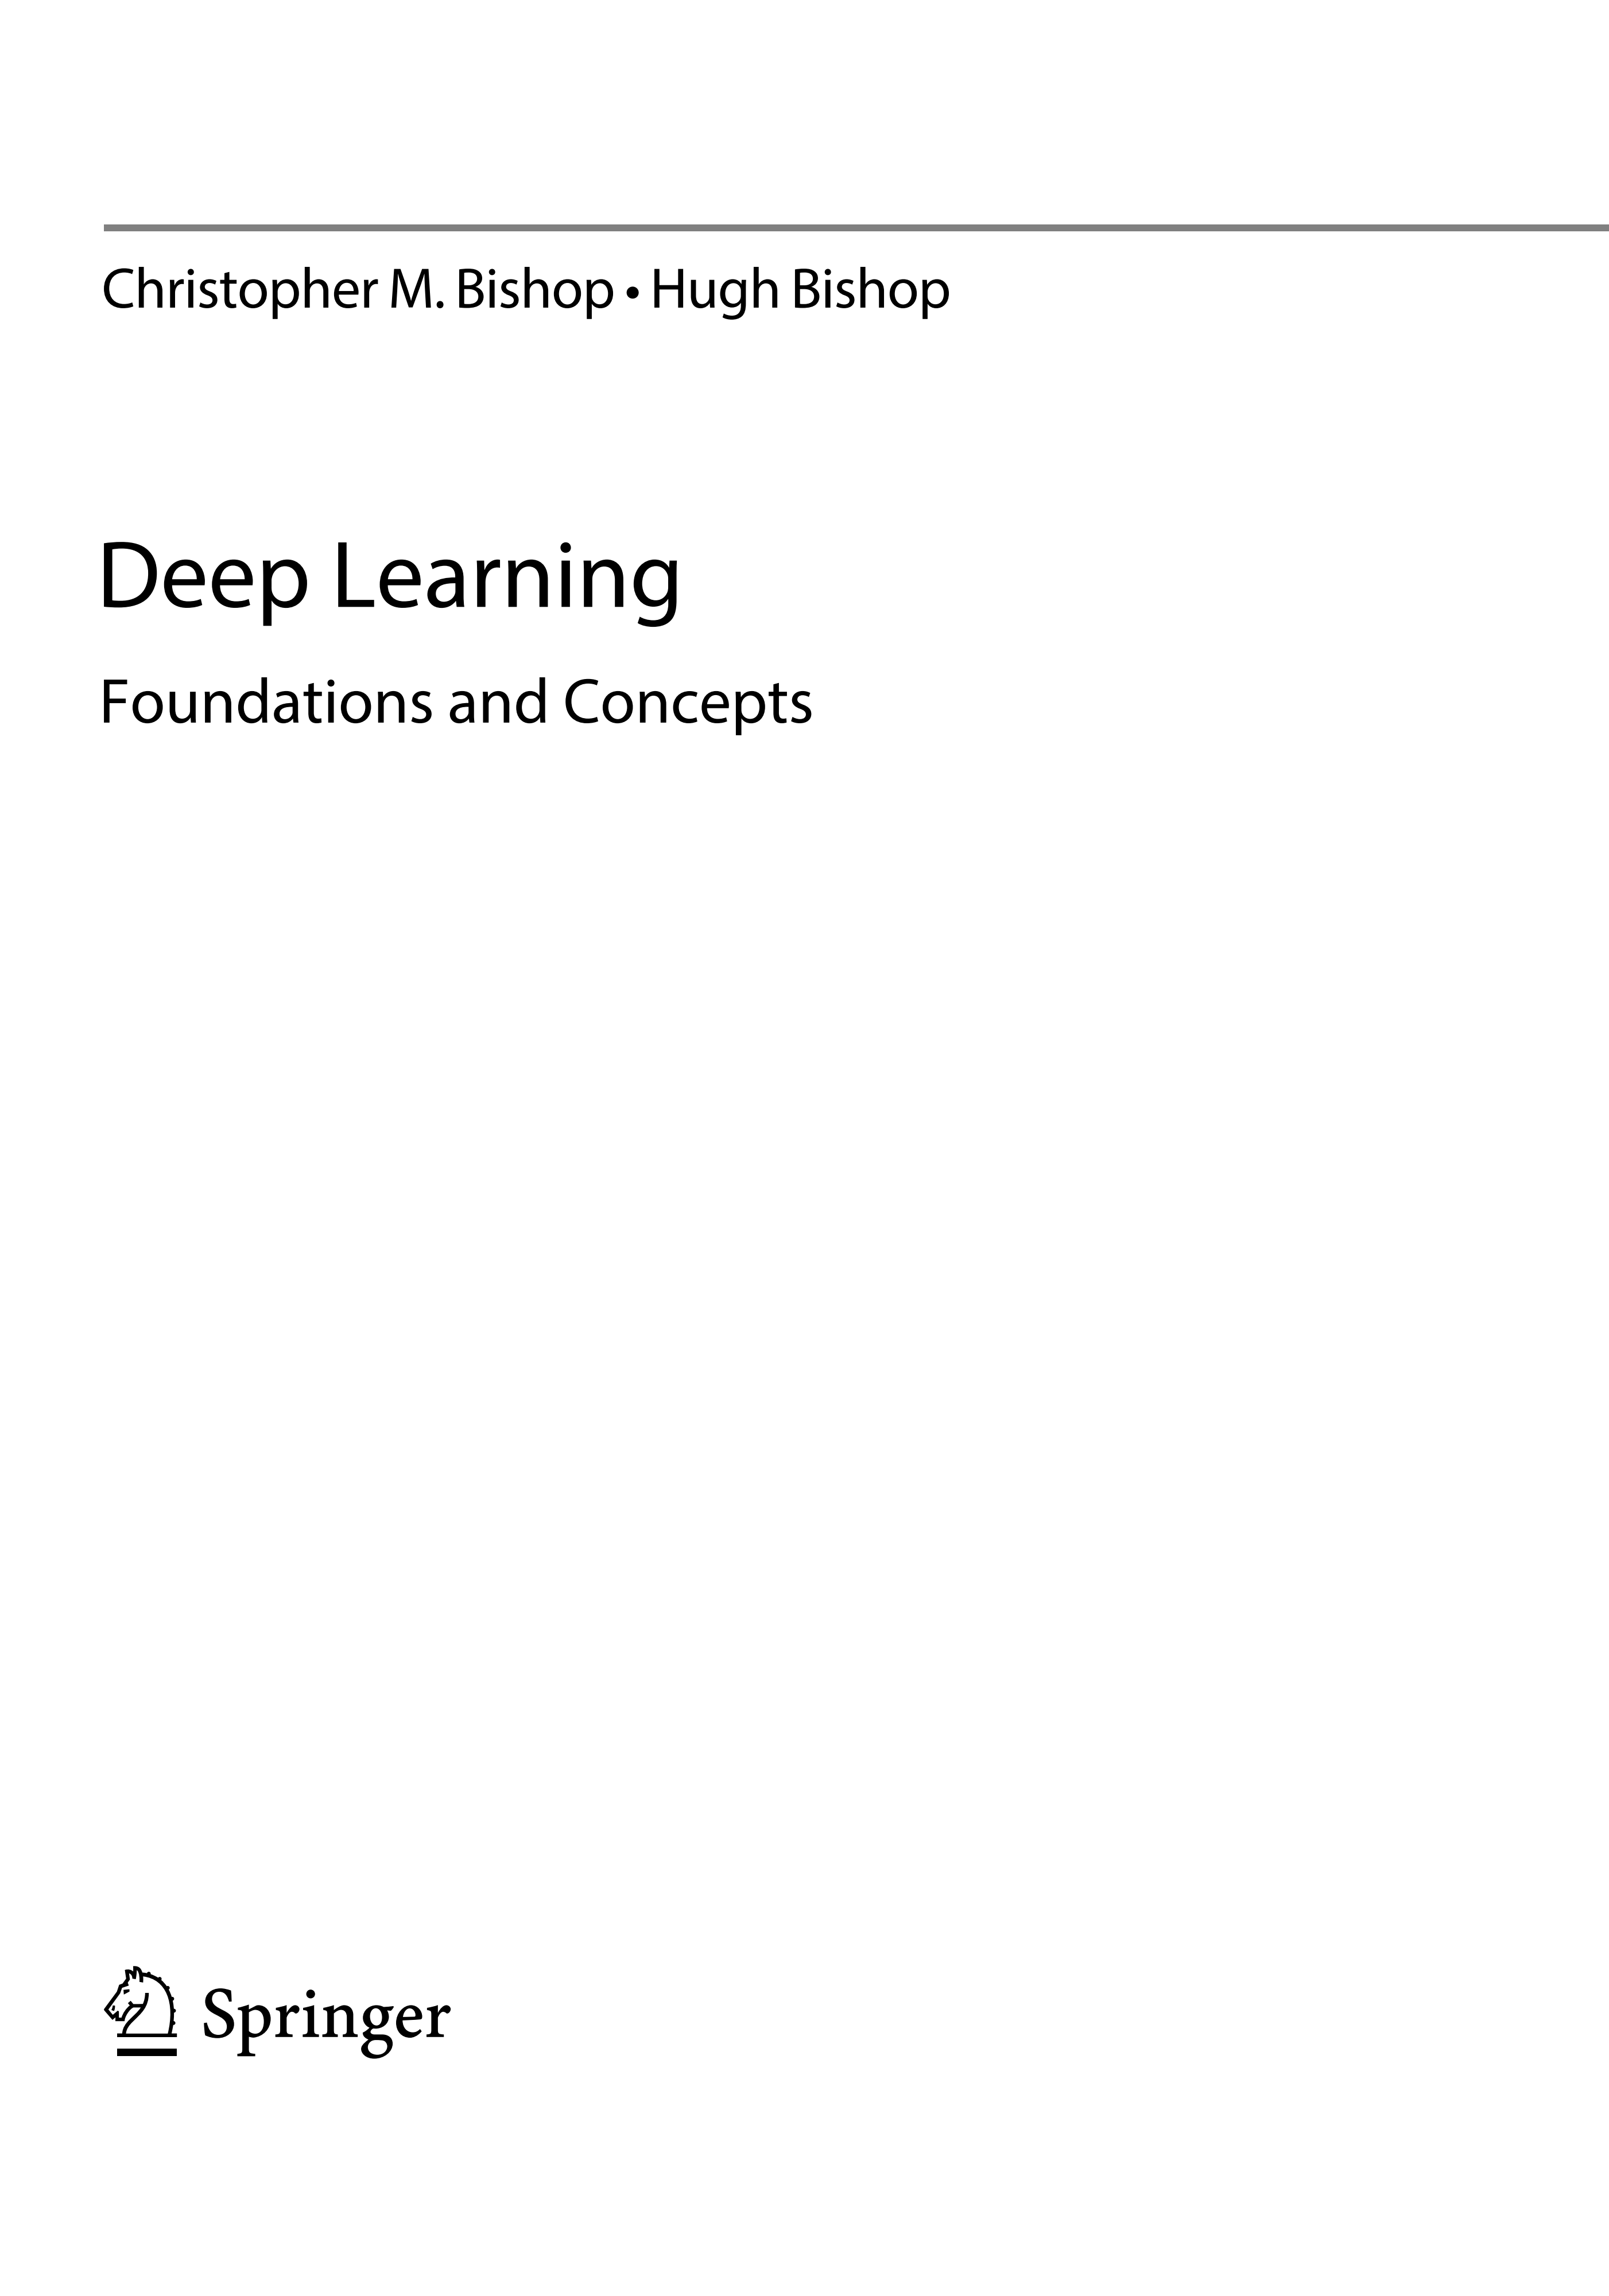 Christopher M. Bishop • Hugh Bishop
Deep Learning
Foundations and Concepts
Springer